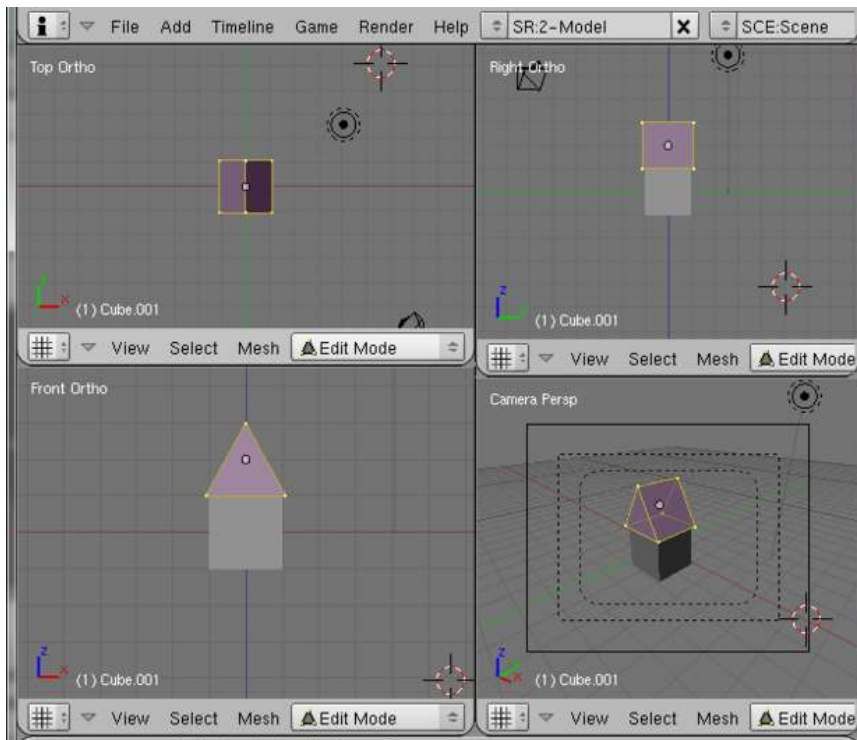 File Add Timeline Game Render Help SR:2-Model SCE:Scene
Top Ortho
Right Ortho
z
x
(1) Cube.001
z
(1) Cube.001
View Select Mesh Edit Mode
View Select Mesh Edit Mode
Front Ortho
Camera Persp
z
x
(1) Cube.001
z
x
(1) Cube.001
View Select Mesh Edit Mode
View Select Mesh Edit Mode